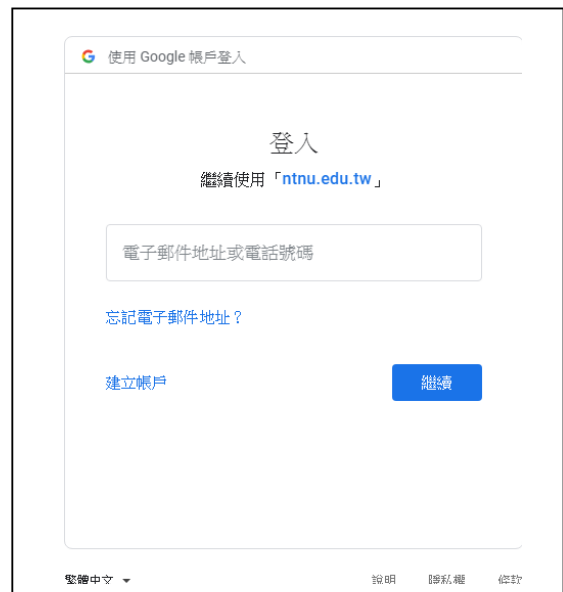 使用 Google 帳戶登入
登入
繼續使用「ntnu.edu.tw」
電子郵件地址或電話號碼
忘記電子郵件地址？
建立帳戶 繼續
繁體中文 說明 隱私權 條款